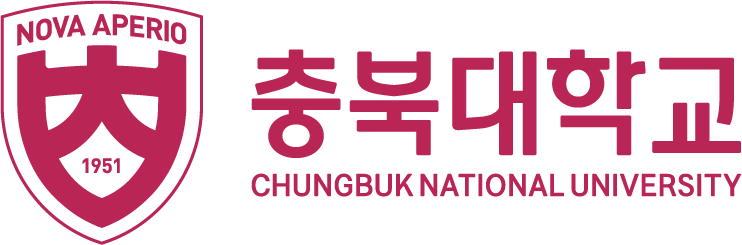 NOVA APERIO
1951
충북대학교
CHUNGBUK NATIONAL UNIVERSITY